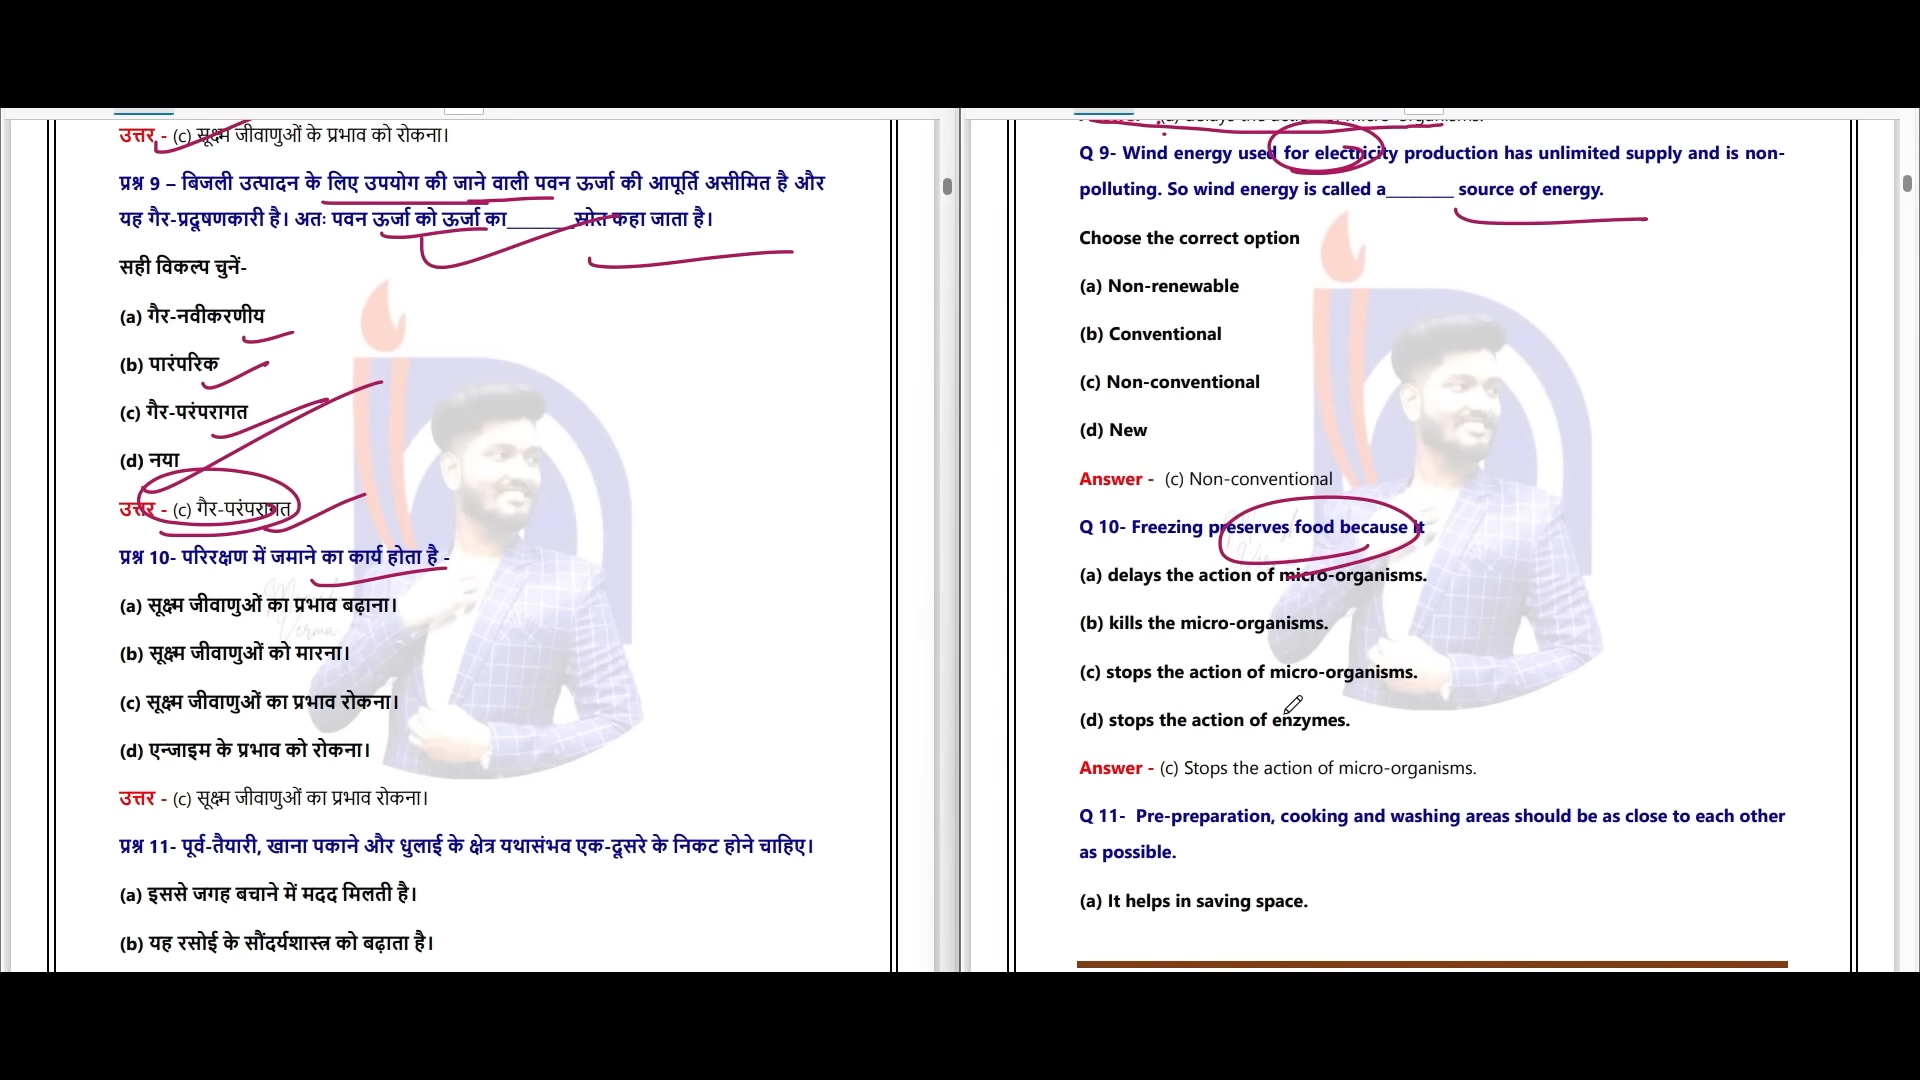 उत्तर - (c) सूक्ष्म जीवाणुओं के प्रभाव को रोकना।
प्रश्न 9 – बिजली उत्पादन के लिए उपयोग की जाने वाली पवन ऊर्जा की आपूर्ति असीमित है और
यह गैर-प्रदूषणकारी है। अतः पवन ऊर्जा को ऊर्जा का________स्रोत कहा जाता है।
सही विकल्प चुनें-
(a) गैर-नवीकरणीय
(b) पारंपरिक
(c) गैर-परंपरागत
(d) नया
उत्तर - (c) गैर-परंपरागत
प्रश्न 10- परिरक्षण में जमाने का कार्य होता है -
(a) सूक्ष्म जीवाणुओं का प्रभाव बढ़ाना।
(b) सूक्ष्म जीवाणुओं को मारना।
(c) सूक्ष्म जीवाणुओं का प्रभाव रोकना।
(d) एन्जाइम के प्रभाव को रोकना।
उत्तर - (c) सूक्ष्म जीवाणुओं का प्रभाव रोकना।
प्रश्न 11- पूर्व-तैयारी, खाना पकाने और धुलाई के क्षेत्र यथासंभव एक-दूसरे के निकट होने चाहिए।
(a) इससे जगह बचाने में मदद मिलती है।
(b) यह रसोई के सौंदर्यशास्त्र को बढ़ाता है।
Q 9- Wind energy used for electricity production has unlimited supply and is non-
polluting. So wind energy is called a_______ source of energy.
Choose the correct option
(a) Non-renewable
(b) Conventional
(c) Non-conventional
(d) New
Answer - (c) Non-conventional
Q 10- Freezing preserves food because it
(a) delays the action of micro-organisms.
(b) kills the micro-organisms.
(c) stops the action of micro-organisms.
(d) stops the action of enzymes.
Answer - (c) Stops the action of micro-organisms.
Q 11- Pre-preparation, cooking and washing areas should be as close to each other
as possible.
(a) It helps in saving space.